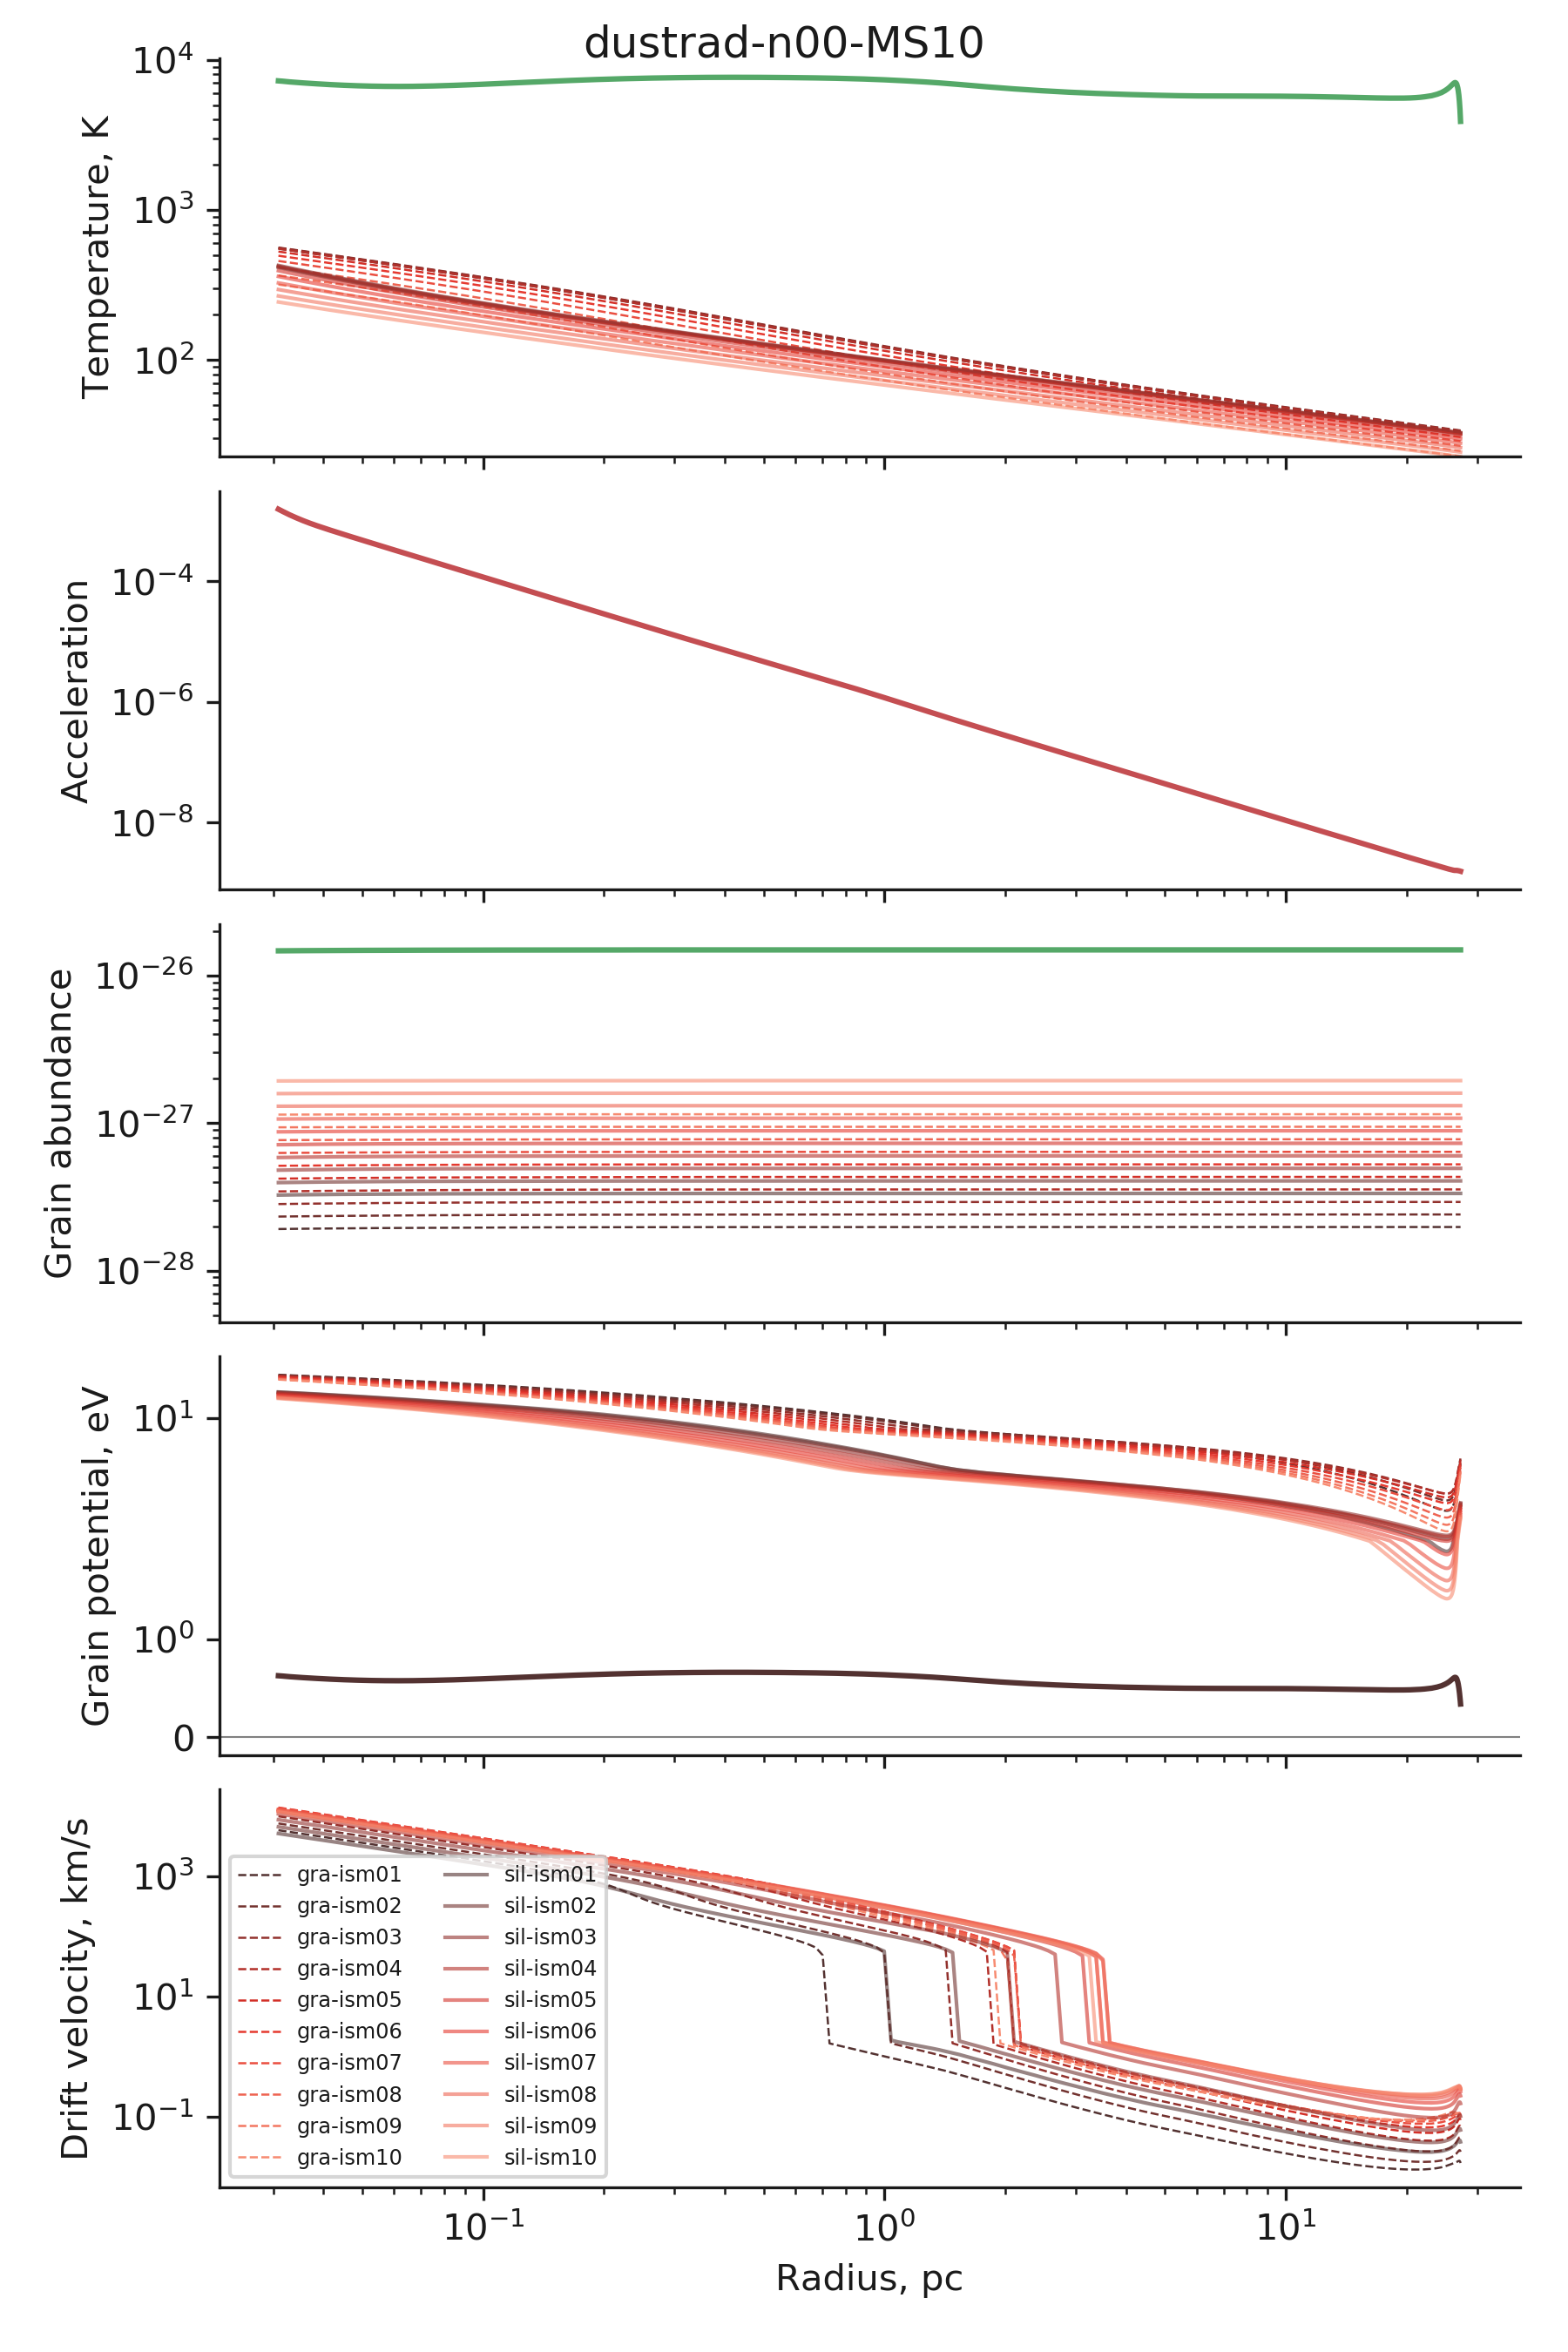 dustrad-n00-MS10
10^4
10^3
10^2
Temperature, K
10^−4
10^−6
10^−8
Acceleration
10^−26
10^−27
10^−28
Grain abundance
10^1
10^0
0
Grain potential, eV
10^3
10^1
10^−1
Drift velocity, km/s
gra-ism01 sil-ism01
gra-ism02 sil-ism02
gra-ism03 sil-ism03
gra-ism04 sil-ism04
gra-ism05 sil-ism05
gra-ism06 sil-ism06
gra-ism07 sil-ism07
gra-ism08 sil-ism08
gra-ism09 sil-ism09
gra-ism10 sil-ism10
10^−1 10^0 10^1
Radius, pc